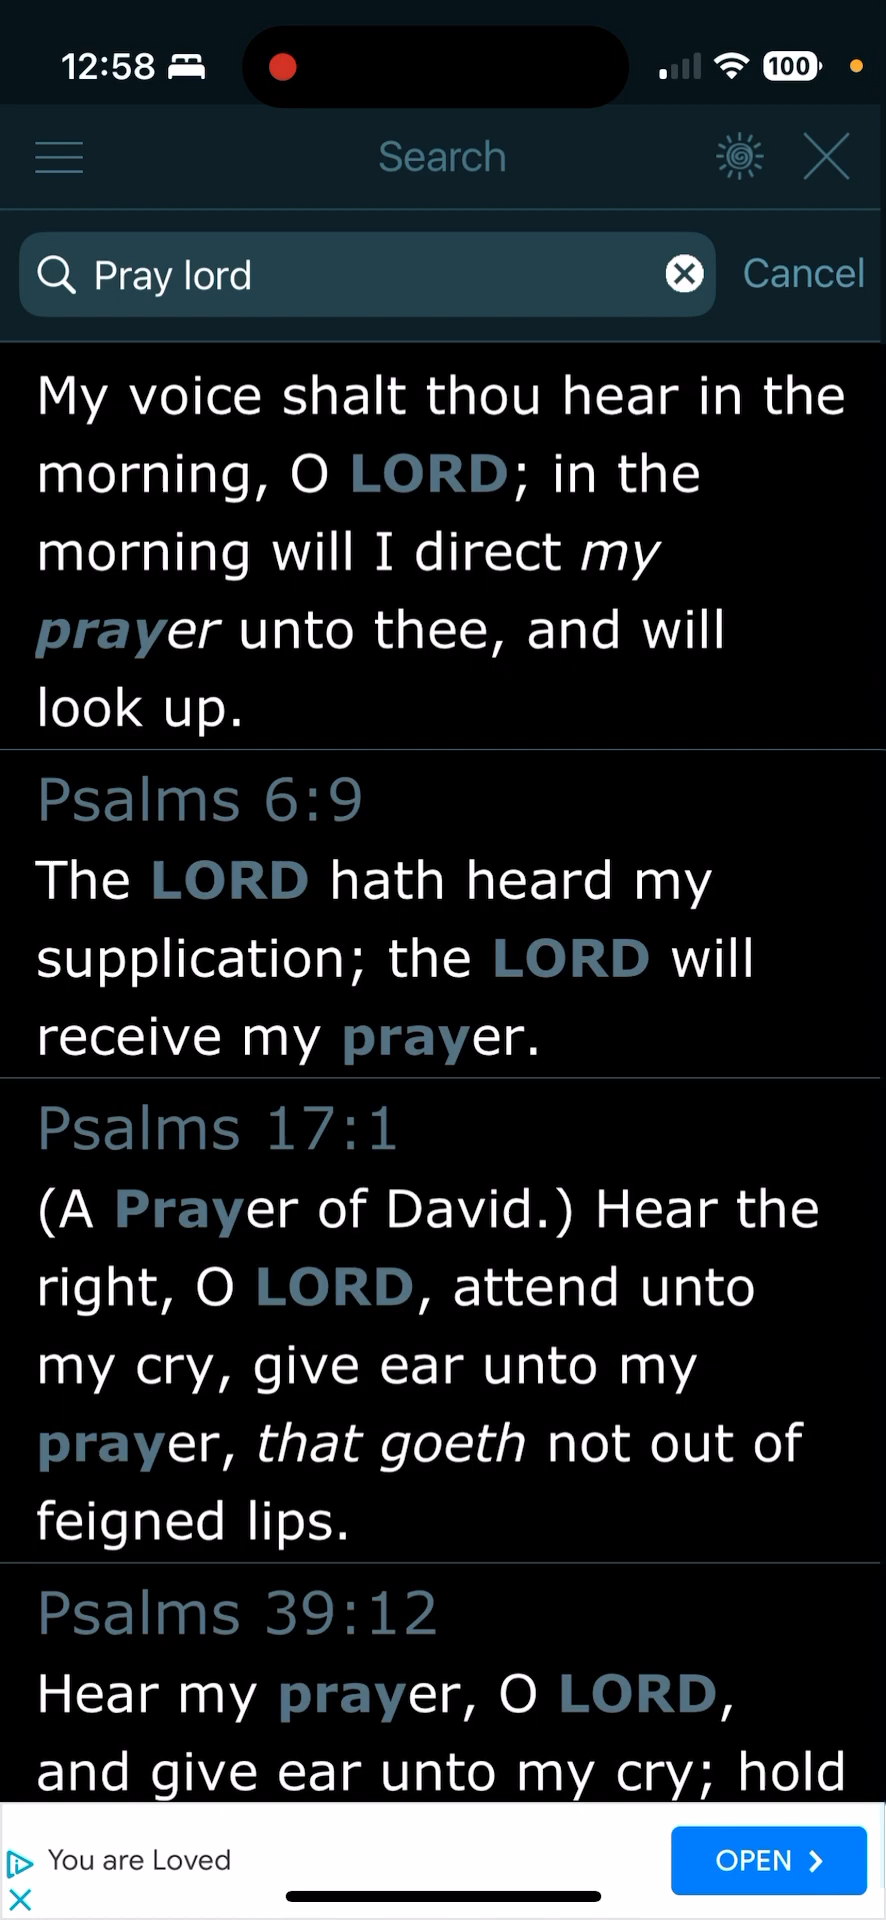 12:58
100
Search
Pray lord
Cancel
My voice shalt thou hear in the
morning, O LORD; in the
morning will I direct my
prayer unto thee, and will
look up.
Psalms 6:9
The LORD hath heard my
supplication; the LORD will
receive my prayer.
Psalms 17:1
(A Prayer of David.) Hear the
right, O LORD, attend unto
my cry, give ear unto my
prayer, that goeth not out of
feigned lips.
Psalms 39:12
Hear my prayer, O LORD,
and give ear unto my cry; hold
You are Loved
OPEN